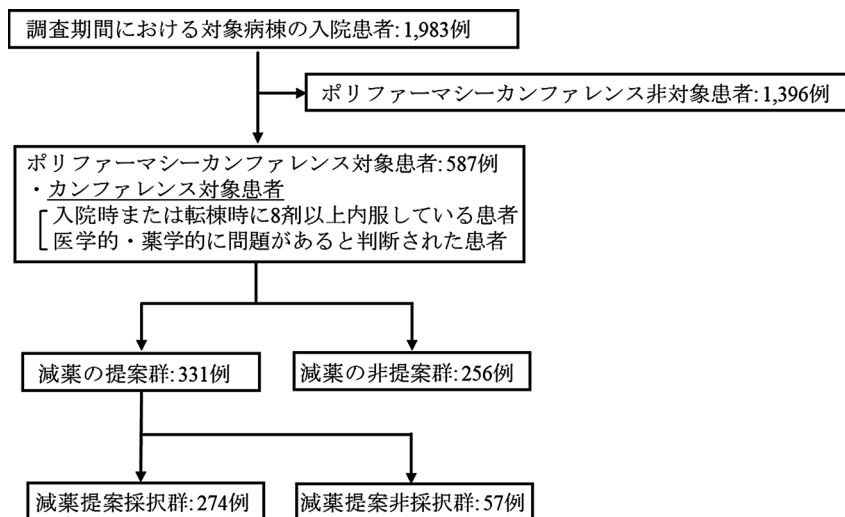 調査期間における対象病棟の入院患者: 1,983例
ポリファーマシーカンファレンス非対象患者: 1,396例
ポリファーマシーカンファレンス対象患者: 587例
・カンファレンス対象患者
入院時または転棟時に8剤以上内服している患者
医学的・薬学的に問題があると判断された患者
減薬の提案群: 331例
減薬の非提案群: 256例
減薬提案採択群: 274例
減薬提案非採択群: 57例